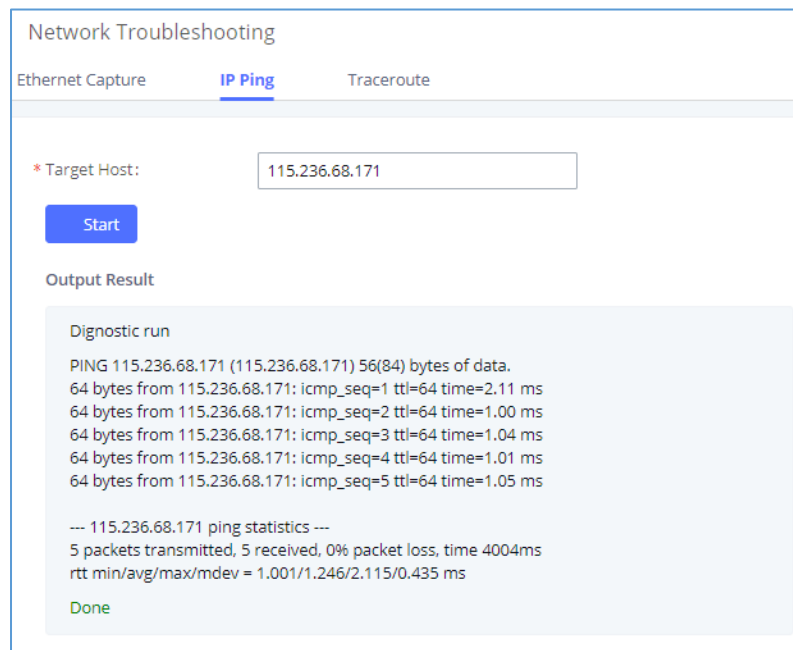 Network Troubleshooting
Ethernet Capture IP Ping Traceroute
* Target Host: 115.236.68.171
Start
Output Result
Dignostic run
PING 115.236.68.171 (115.236.68.171) 56(84) bytes of data.
64 bytes from 115.236.68.171: icmp_seq=1 ttl=64 time=2.11 ms
64 bytes from 115.236.68.171: icmp_seq=2 ttl=64 time=1.00 ms
64 bytes from 115.236.68.171: icmp_seq=3 ttl=64 time=1.04 ms
64 bytes from 115.236.68.171: icmp_seq=4 ttl=64 time=1.01 ms
64 bytes from 115.236.68.171: icmp_seq=5 ttl=64 time=1.05 ms
--- 115.236.68.171 ping statistics ---
5 packets transmitted, 5 received, 0% packet loss, time 4004ms
rtt min/avg/max/mdev = 1.001/1.246/2.115/0.435 ms
Done